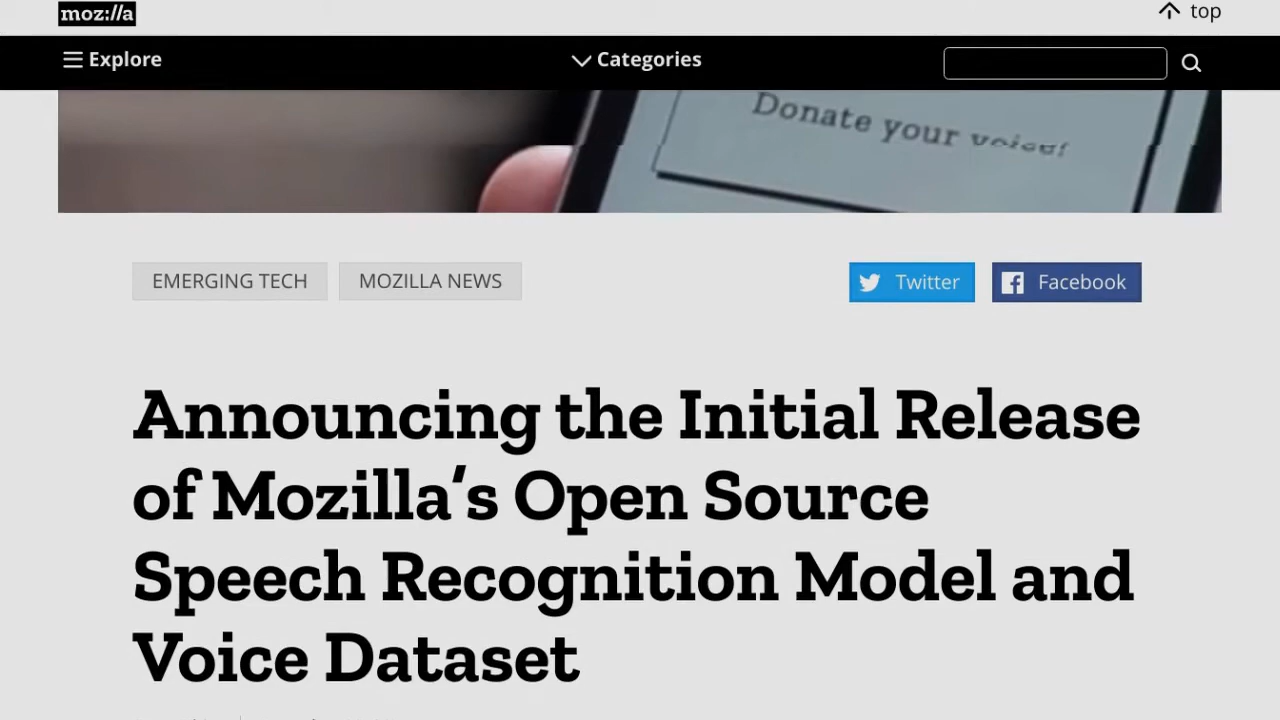 moz://a
top
Explore
Categories
Donate your voice!
EMERGING TECH
MOZILLA NEWS
Twitter
Facebook
Announcing the Initial Release
of Mozilla’s Open Source
Speech Recognition Model and
Voice Dataset